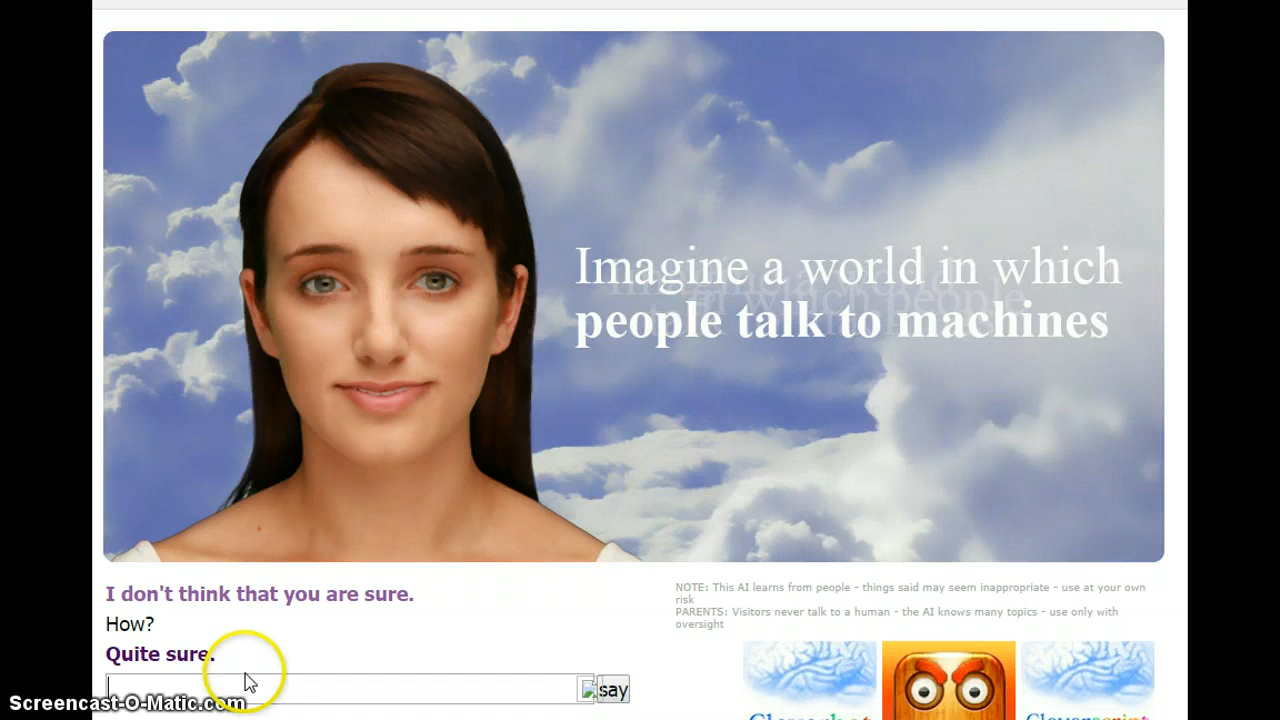 Imagine a world in which
people talk to machines
I don't think that you are sure.
How?
Quite sure.
say
NOTE: This AI learns from people - things said may seem inappropriate - use at your own
risk
PARENTS: Visitors never talk to a human - the AI knows many topics - use only with
oversight
Screencast-O-Matic.com